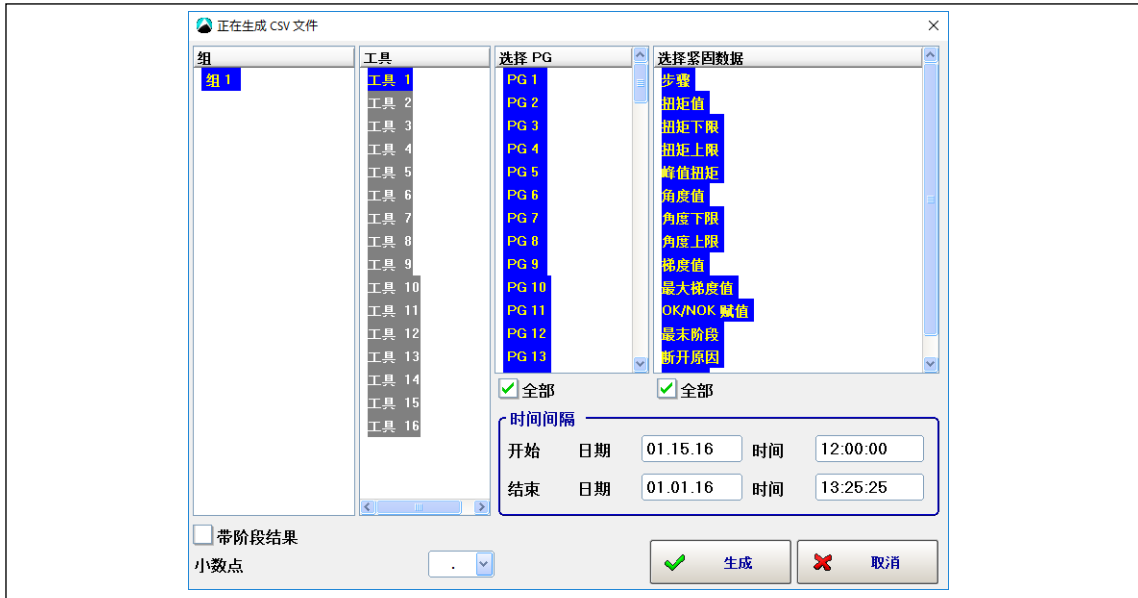 正在生成 CSV 文件
组
组 1
工具
工具 1
工具 2
工具 3
工具 4
工具 5
工具 6
工具 7
工具 8
工具 9
工具 10
工具 11
工具 12
工具 13
工具 14
工具 15
工具 16
选择 PG
PG 1
PG 2
PG 3
PG 4
PG 5
PG 6
PG 7
PG 8
PG 9
PG 10
PG 11
PG 12
PG 13
全部
选择紧固数据
步骤
扭矩值
扭矩下限
扭矩上限
峰值扭矩
角度值
角度下限
角度上限
梯度值
最大梯度值
OK/NOK 赋值
最末阶段
断开原因
全部
时间间隔
开始 日期 01.15.16 时间 12:00:00
结束 日期 01.01.16 时间 13:25:25
带阶段结果
小数点 .
生成 取消